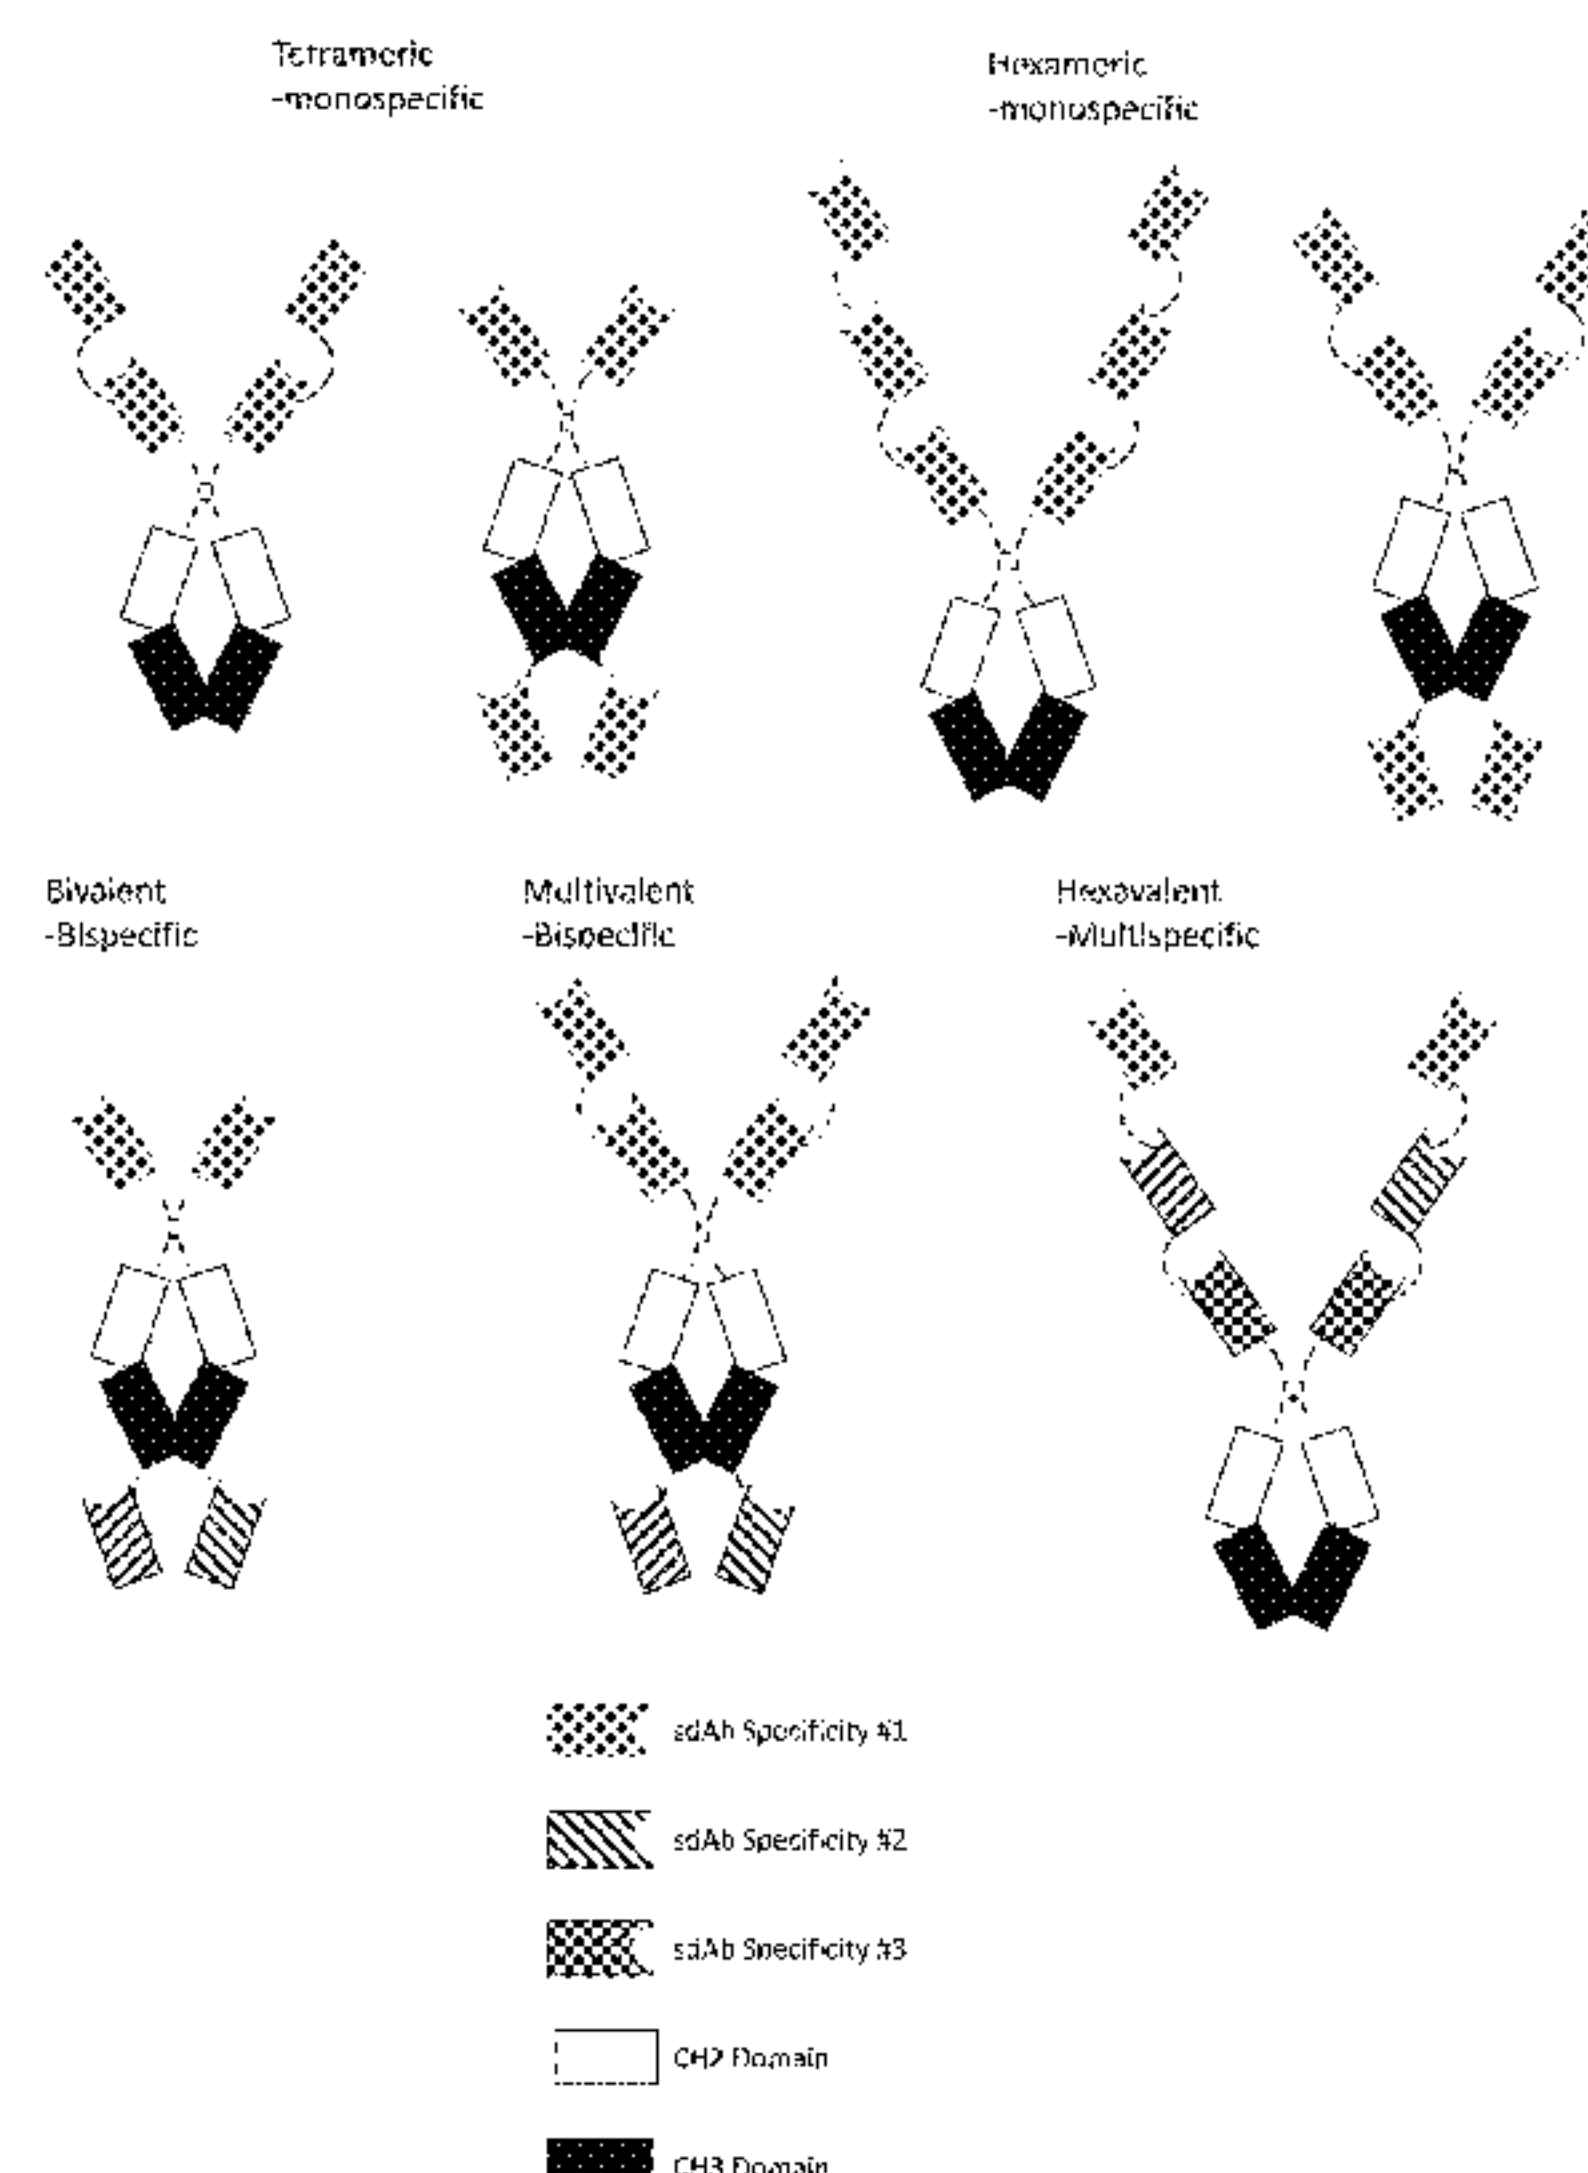 Tetrameric
-monospecific
Hexameric
-monospecific
Bivalent
-Bispecific
Multivalent
-Bispecific
Hexavalent
-Multispecific
sdAb Specificity #1
sdAb Specificity #2
sdAb Specificity #3
CH2 Domain
CH3 Domain